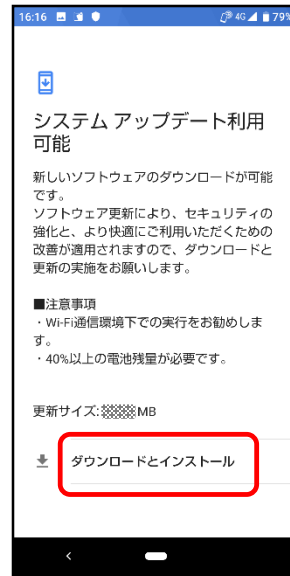 16:16 4G 79%
システム アップデート利用
可能
新しいソフトウェアのダウンロードが可能
です。
ソフトウェア更新により、セキュリティの
強化と、より快適にご利用いただくための
改善が適用されますので、ダウンロードと
更新の実施をお願いします。
■注意事項
・Wi-Fi通信環境下での実行をお勧めしま
す。
・40%以上の電池残量が必要です。
更新サイズ: MB
ダウンロードとインストール